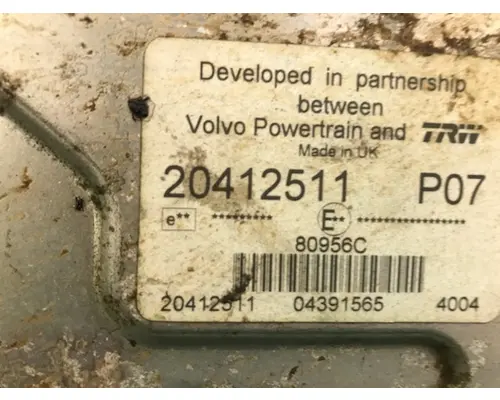 Developed in partnership
between
Volvo Powertrain and TRW
Made in UK
20412511 P07
e** ********* E** *****************
80956C
20412511 04391565 4004